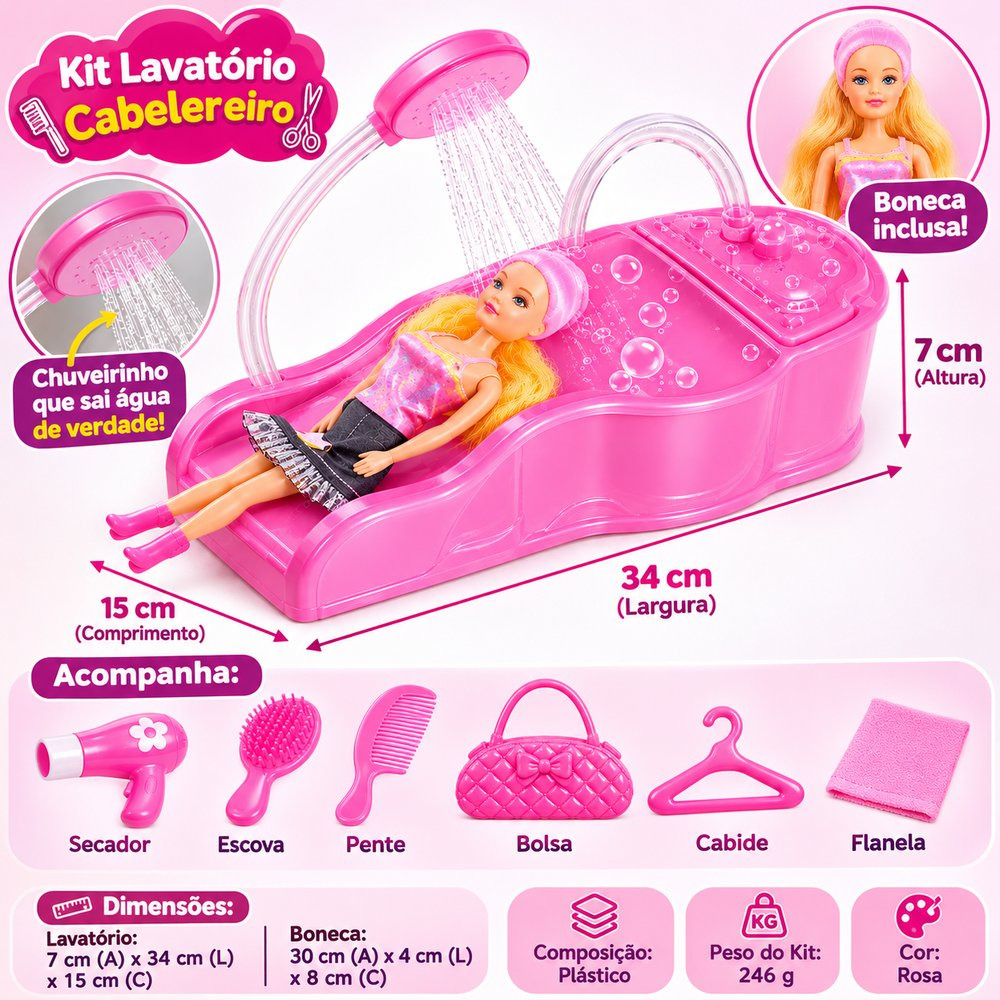 Kit Lavatório
Cabelereiro
Boneca
inclusa!
Chuveirinho
que sai água
de verdade!
7 cm
(Altura)
34 cm
(Largura)
15 cm
(Comprimento)
Acompanha:
Secador
Escova
Pente
Bolsa
Cabide
Flanela
Dimensões:
Lavatório:
7 cm (A) x 34 cm (L)
x 15 cm (C)
Boneca:
30 cm (A) x 4 cm (L)
x 8 cm (C)
Composição:
Plástico
KG
Peso do Kit:
246 g
Cor:
Rosa